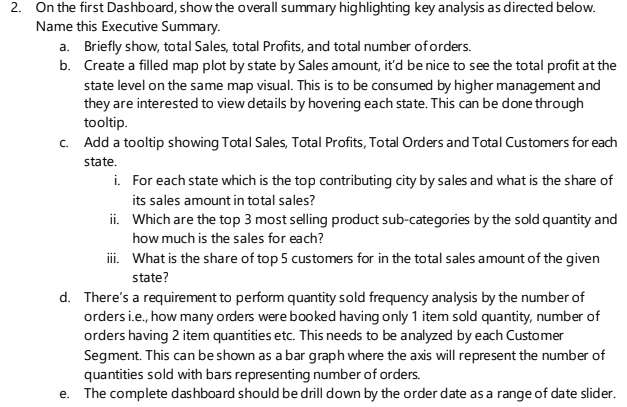 2. On the first Dashboard, show the overall summary highlighting key analysis as directed below.
Name this Executive Summary.
a. Briefly show, total Sales, total Profits, and total number of orders.
b. Create a filled map plot by state by Sales amount, it'd be nice to see the total profit at the
state level on the same map visual. This is to be consumed by higher management and
they are interested to view details by hovering each state. This can be done through
tooltip.
c. Add a tooltip showing Total Sales, Total Profits, Total Orders and Total Customers for each
state.
i. For each state which is the top contributing city by sales and what is the share of
its sales amount in total sales?
ii. Which are the top 3 most selling product sub-categories by the sold quantity and
how much is the sales for each?
iii. What is the share of top 5 customers for in the total sales amount of the given
state?
d. There's a requirement to perform quantity sold frequency analysis by the number of
orders i.e., how many orders were booked having only 1 item sold quantity, number of
orders having 2 item quantities etc. This needs to be analyzed by each Customer
Segment. This can be shown as a bar graph where the axis will represent the number of
quantities sold with bars representing number of orders.
e. The complete dashboard should be drill down by the order date as a range of date slider.